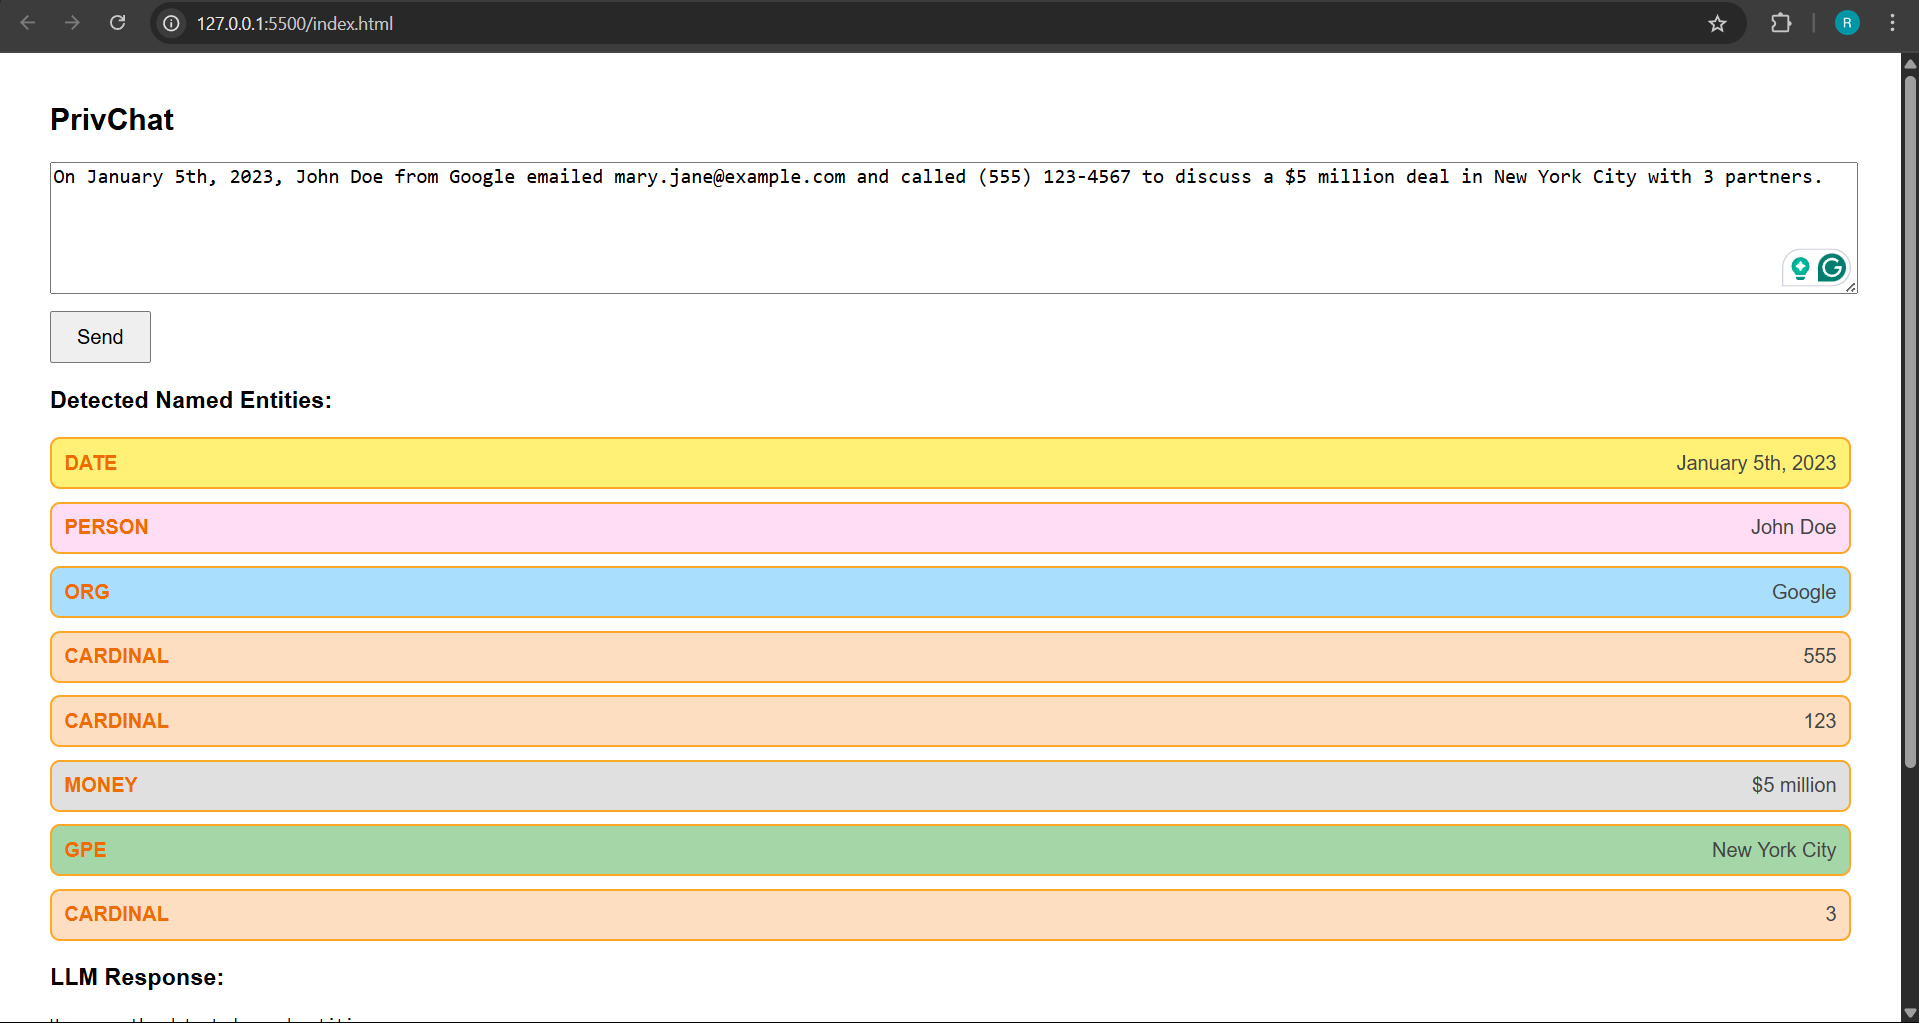 127.0.0.1:5500/index.html
R
PrivChat
On January 5th, 2023, John Doe from Google emailed mary.jane@example.com and called (555) 123-4567 to discuss a $5 million deal in New York City with 3 partners.
Send
Detected Named Entities:
DATE January 5th, 2023
PERSON John Doe
ORG Google
CARDINAL 555
CARDINAL 123
MONEY $5 million
GPE New York City
CARDINAL 3
LLM Response: